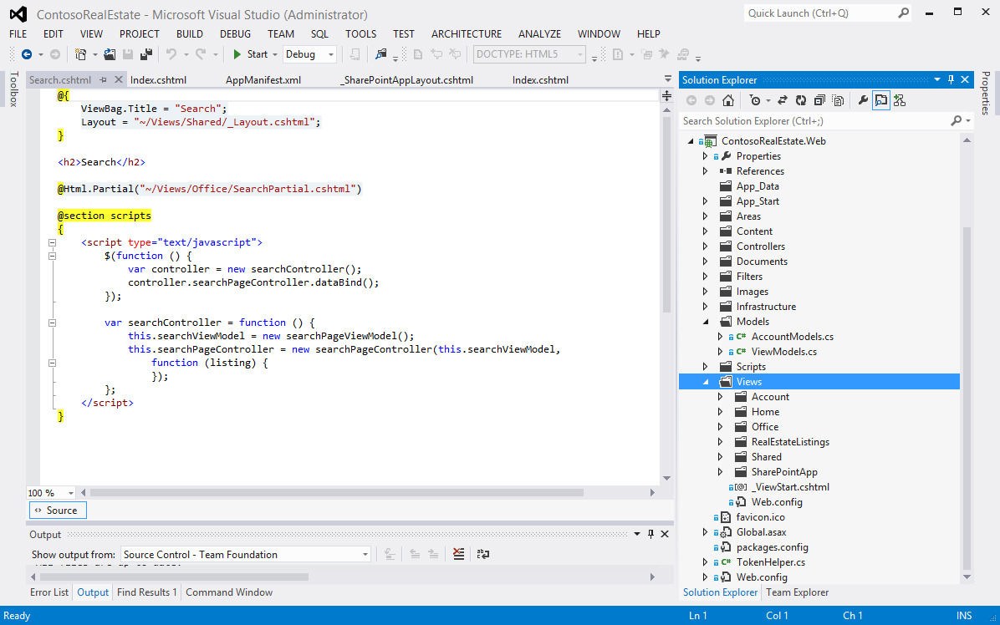 ContosoRealEstate - Microsoft Visual Studio (Administrator)
Quick Launch (Ctrl+Q)
FILE EDIT VIEW PROJECT BUILD DEBUG TEAM SQL TOOLS TEST ARCHITECTURE ANALYZE WINDOW HELP
Start Debug DOCTYPE: HTML5
Toolbox
Search.cshtml Index.cshtml AppManifest.xml _SharePointAppLayout.cshtml Index.cshtml
@{
ViewBag.Title = "Search";
Layout = "~/Views/Shared/_Layout.cshtml";
}
<h2>Search</h2>
@Html.Partial("~/Views/Office/SearchPartial.cshtml")
@section scripts
{
<script type="text/javascript">
$(function () {
var controller = new searchController();
controller.searchPageController.dataBind();
});
var searchController = function () {
this.searchViewModel = new searchPageViewModel();
this.searchPageController = new searchPageController(this.searchViewModel,
function (listing) {
});
};
</script>
}
100 %
Source
Output
Show output from: Source Control - Team Foundation
Error List Output Find Results 1 Command Window
Solution Explorer
Search Solution Explorer (Ctrl+;)
ContosoRealEstate.Web
Properties
References
App_Data
App_Start
Areas
Content
Controllers
Documents
Filters
Images
Infrastructure
Models
C# AccountModels.cs
C# ViewModels.cs
Scripts
Views
Account
Home
Office
RealEstateListings
Shared
SharePointApp
[@] _ViewStart.cshtml
Web.config
favicon.ico
Global.asax
packages.config
C# TokenHelper.cs
Web.config
Solution Explorer Team Explorer
Properties
Ready Ln 1 Col 1 Ch 1 INS